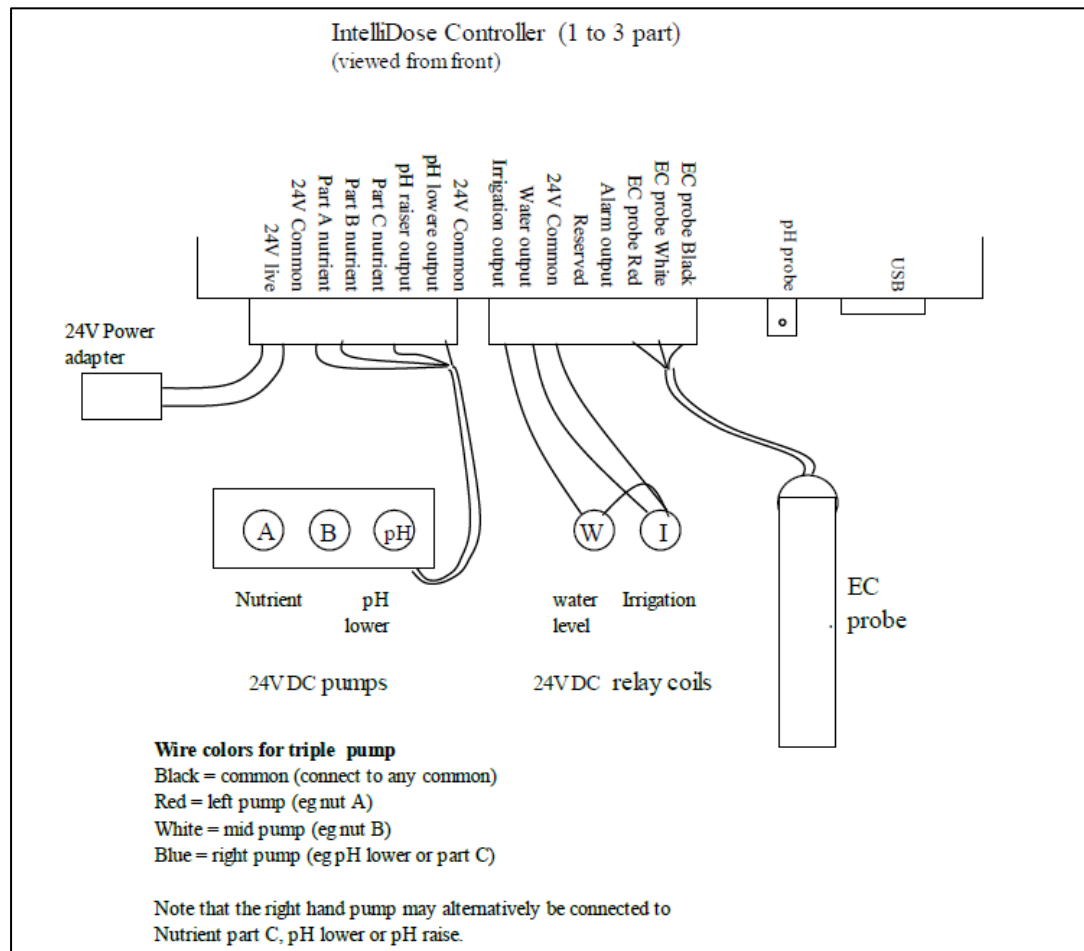 IntelliDose Controller (1 to 3 part)
(viewed from front)
24V live
24V Common
Part A nutrient
Part B nutrient
Part C nutrient
pH raiser output
pH lowere output
24V Common
Irrigation output
Water output
24V Common
Reserved
Alarm output
EC probe Red
EC probe White
EC probe Black
pH probe
USB
24V Power
adapter
A
B
pH
W
I
Nutrient
pH
lower
water
level
Irrigation
EC
probe
24V DC pumps
24V DC relay coils
Wire colors for triple pump
Black = common (connect to any common)
Red = left pump (eg nut A)
White = mid pump (eg nut B)
Blue = right pump (eg pH lower or part C)
Note that the right hand pump may alternatively be connected to
Nutrient part C, pH lower or pH raise.